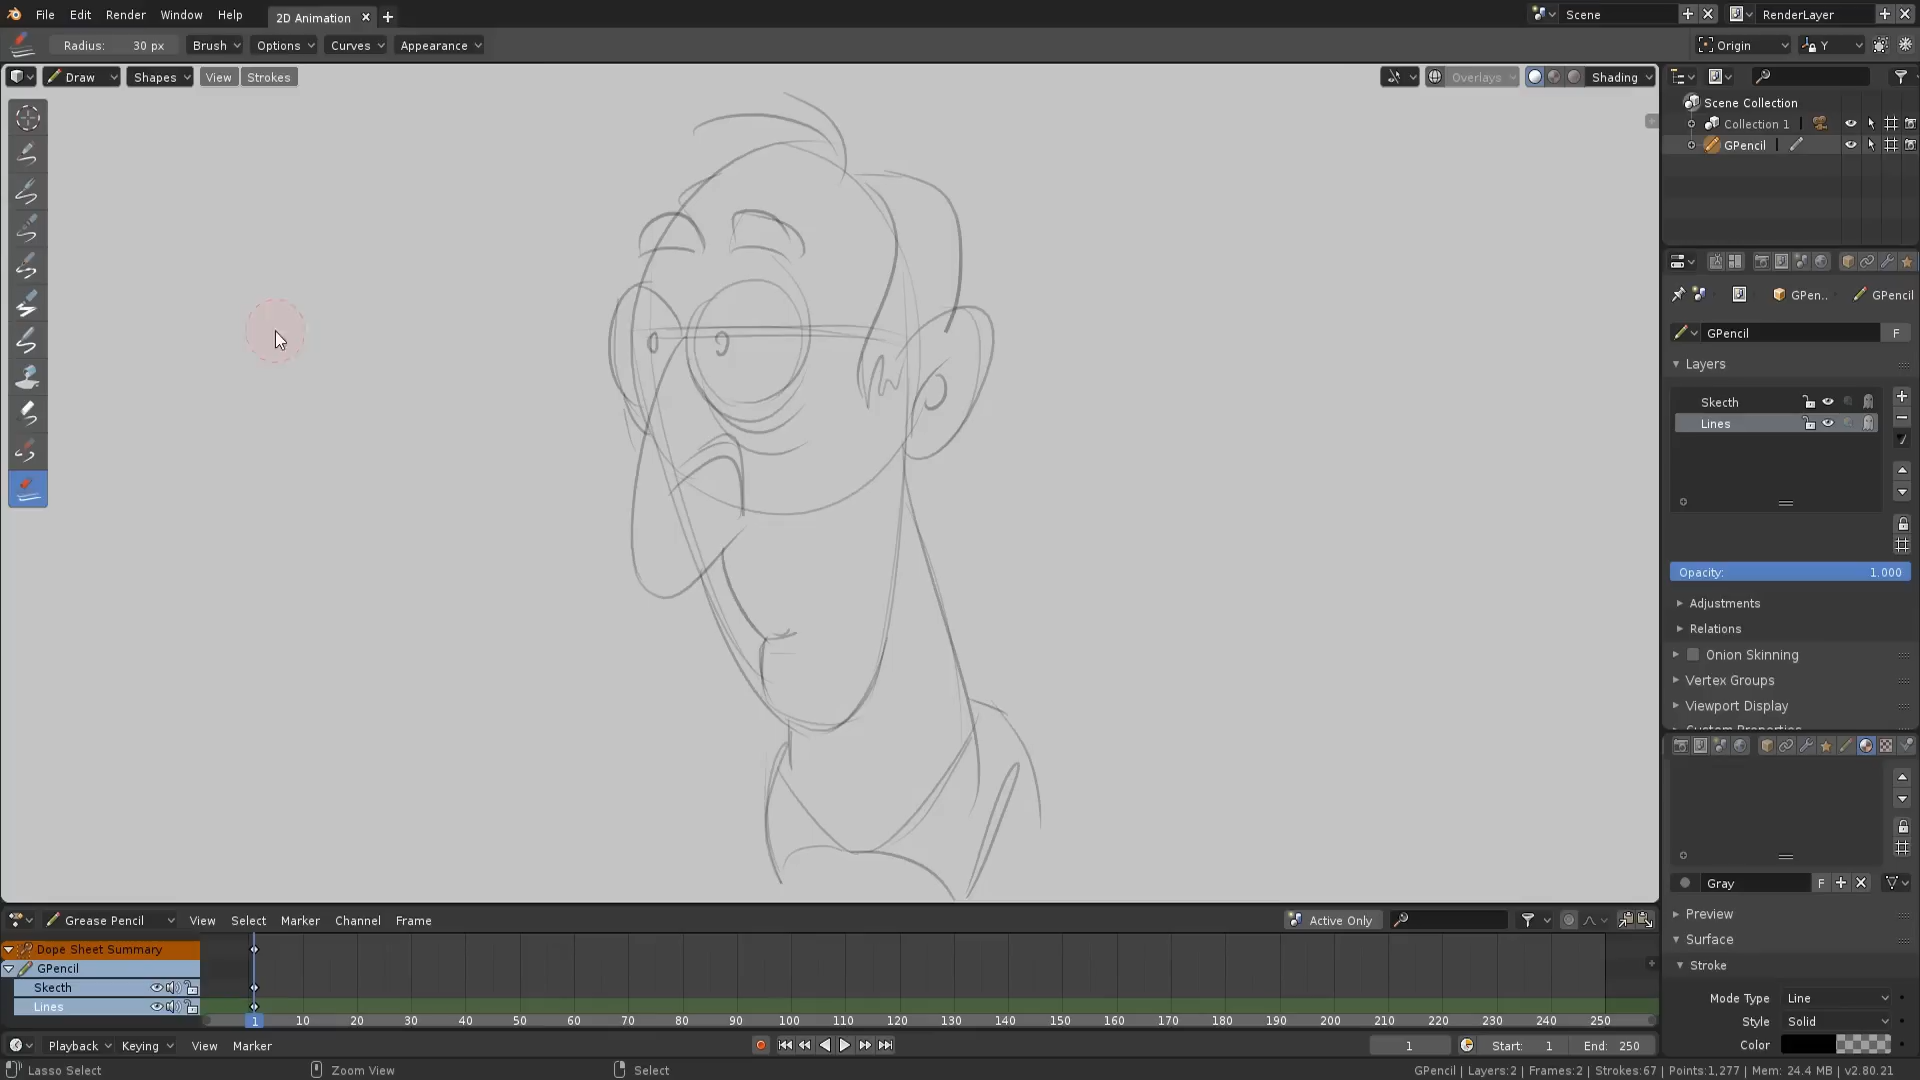 File Edit Render Window Help 2D Animation Scene RenderLayer
Radius: 30 px Brush Options Curves Appearance Origin Y
Draw Shapes View Strokes Overlays Shading
Scene Collection
Collection 1
GPencil
GPen.. GPencil
GPencil F
Layers
Skecth
Lines
Opacity: 1.000
Adjustments
Relations
Onion Skinning
Vertex Groups
Viewport Display
Custom Properties
Gray F
Preview
Surface
Stroke
Mode Type Line
Style Solid
Color
Grease Pencil View Select Marker Channel Frame Active Only
Dope Sheet Summary
GPencil
Skecth
Lines
1 10 20 30 40 50 60 70 80 90 100 110 120 130 140 150 160 170 180 190 200 210 220 230 240 250
Playback Keying View Marker 1 Start: 1 End: 250
Lasso Select Zoom View Select GPencil | Layers:2 | Frames:2 | Strokes:67 | Points:1,277 | Mem: 24.4 MB | v2.80.21